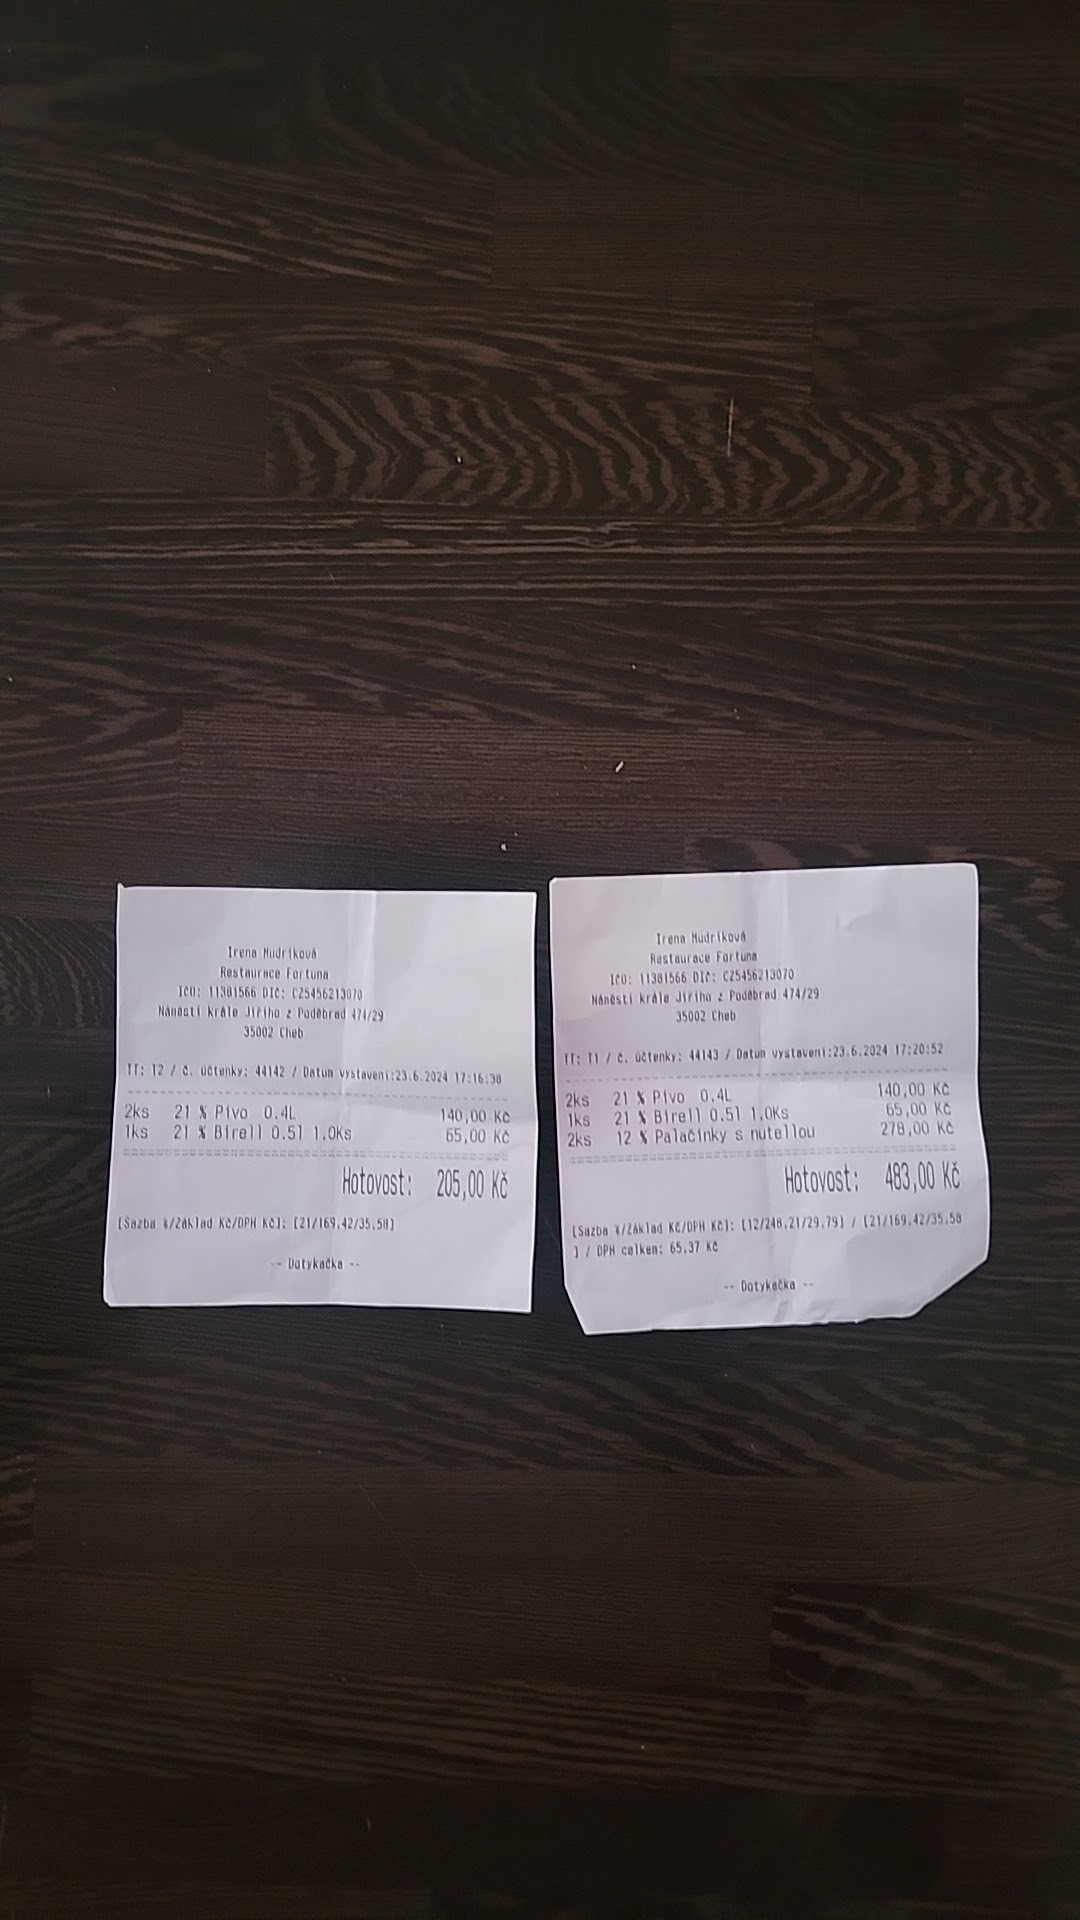 Irena Mudríková
Restaurace Fortuna
IČO: 11381566 DIČ: CZ5456213070
Náměstí krále Jiřího z Poděbrad 474/29
35002 Cheb
TT: T2 / č. účtenky: 44142 / Datum vystavení:23.6.2024 17:16:38
2ks 21 % Pivo 0.4L 140,00 Kč
1ks 21 % Birell 0.5l 1.0Ks 65,00 Kč
Hotovost: 205,00 Kč
[Sazba %/Základ Kč/DPH Kč]: [21/169,42/35,58]
-- Dotykačka --
Irena Mudríková
Restaurace Fortuna
IČO: 11381566 DIČ: CZ5456213070
Náměstí krále Jiřího z Poděbrad 474/29
35002 Cheb
TT: T1 / č. účtenky: 44143 / Datum vystavení:23.6.2024 17:20:52
2ks 21 % Pivo 0.4L 140,00 Kč
1ks 21 % Birell 0.5l 1.0Ks 65,00 Kč
2ks 12 % Palačinky s nutellou 278,00 Kč
Hotovost: 483,00 Kč
[Sazba %/Základ Kč/DPH Kč]: [12/248,21/29,79] / [21/169,42/35,58
] / DPH celkem: 65,37 Kč
-- Dotykačka --